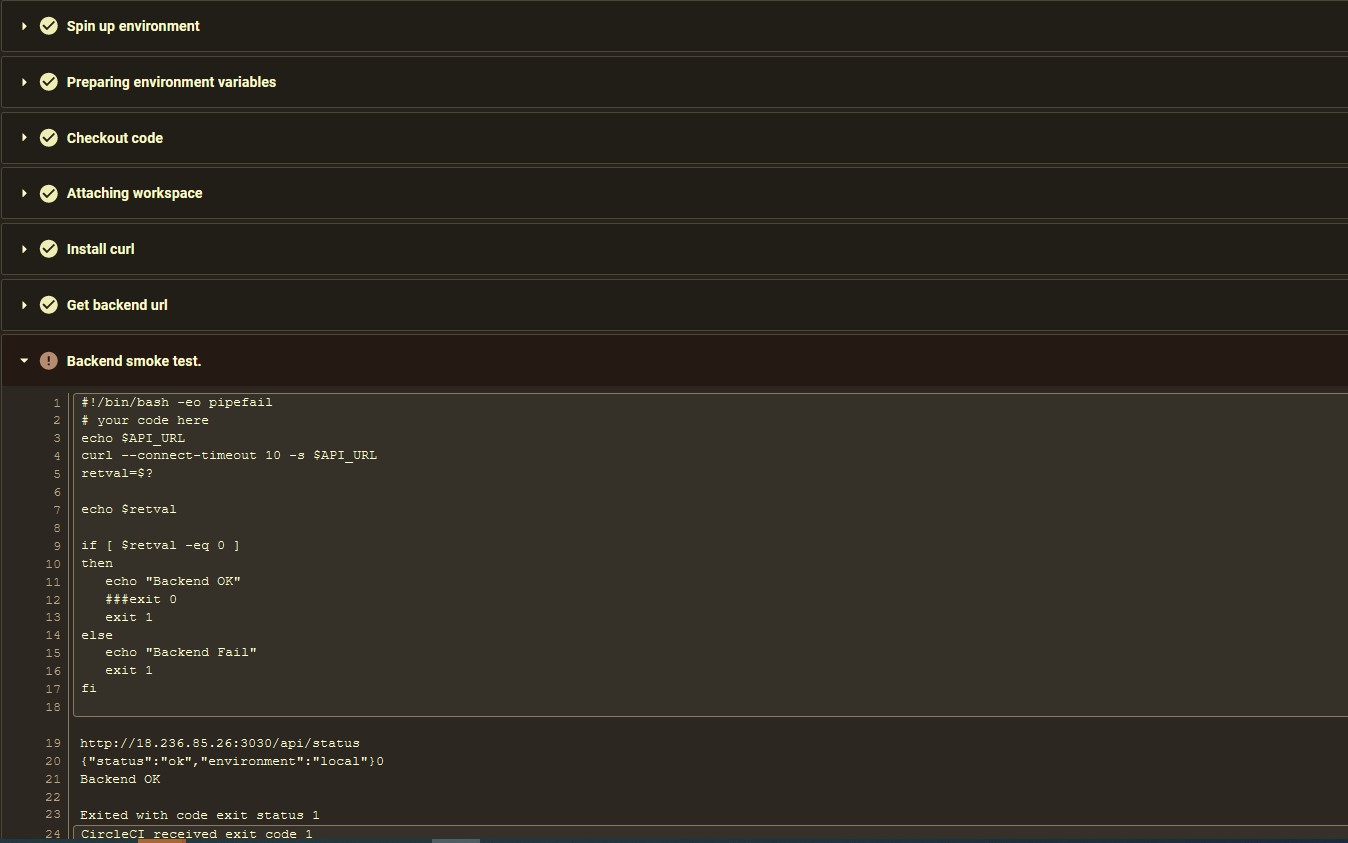 Spin up environment
Preparing environment variables
Checkout code
Attaching workspace
Install curl
Get backend url
Backend smoke test.
1 #!/bin/bash -eo pipefail
2 # your code here
3 echo $API_URL
4 curl --connect-timeout 10 -s $API_URL
5 retval=$?
6
7 echo $retval
8
9 if [ $retval -eq 0 ]
10 then
11    echo "Backend OK"
12    ###exit 0
13    exit 1
14 else
15    echo "Backend Fail"
16    exit 1
17 fi
18
19 http://18.236.85.26:3030/api/status
20 {"status":"ok","environment":"local"}0
21 Backend OK
22
23 Exited with code exit status 1
24 CircleCI received exit code 1